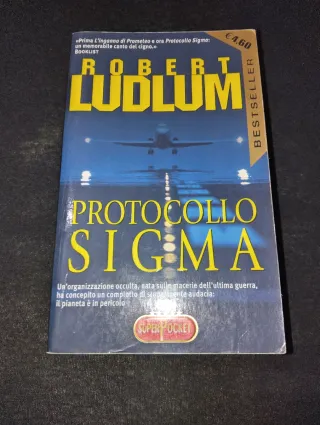 «Prima L'inganno di Prometeo e ora Protocollo Sigma:
un memorabile canto del cigno.»
BOOKLIST
€ 4,60
BESTSELLER
ROBERT
LUDLUM
PROTOCOLLO
SIGMA
Un'organizzazione occulta, nata sulle macerie dell'ultima guerra,
ha concepito un complotto di sconvolgente audacia:
il pianeta è in pericolo
SUPERPOCKET